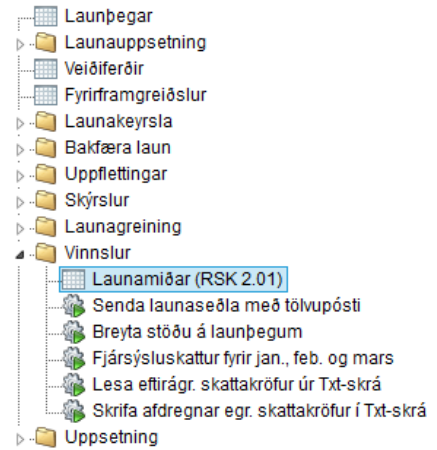 Launþegar
Launauppsetning
Veiðiferðir
Fyrirframgreiðslur
Launakeyrsla
Bakfæra laun
Uppflettingar
Skýrslur
Launagreining
Vinnslur
Launamiðar (RSK 2.01)
Senda launaseðla með tölvupósti
Breyta stöðu á launþegum
Fjársýsluskattur fyrir jan., feb. og mars
Lesa eftirágr. skattakröfur úr Txt-skrá
Skrifa afdregnar egr. skattakröfur í Txt-skrá
Uppsetning